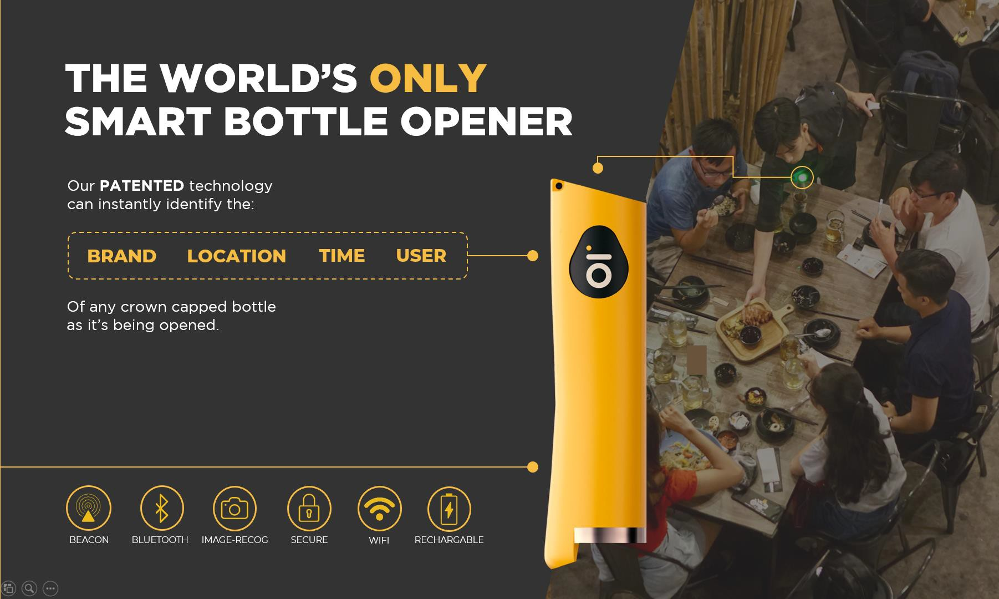 THE WORLD’S ONLY
SMART BOTTLE OPENER
Our PATENTED technology
can instantly identify the:
BRAND LOCATION TIME USER
Of any crown capped bottle
as it’s being opened.
BEACON BLUETOOTH IMAGE-RECOG SECURE WIFI RECHARGABLE